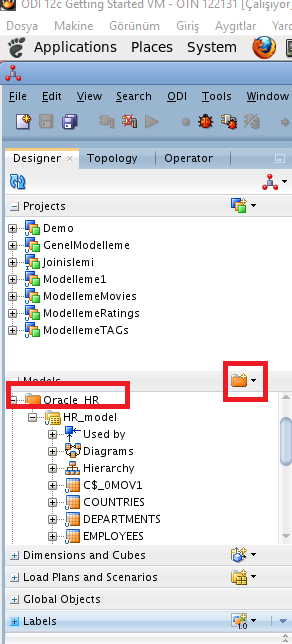 ODI 12c Getting Started VM - OTN 122131 [Çalışıyor]
Dosya Makine Görünüm Giriş Aygıtlar Yard
Applications Places System
File Edit View Search ODI Tools Window
Designer Topology Operator
Projects
Demo
GenelModelleme
Joinislemi
Modelleme1
ModellemeMovies
ModellemeRatings
ModellemeTAGs
Models
Oracle_HR
HR_model
Used by
Diagrams
Hierarchy
C$_0MOV1
COUNTRIES
DEPARTMENTS
EMPLOYEES
Dimensions and Cubes
Load Plans and Scenarios
Global Objects
Labels
1.0